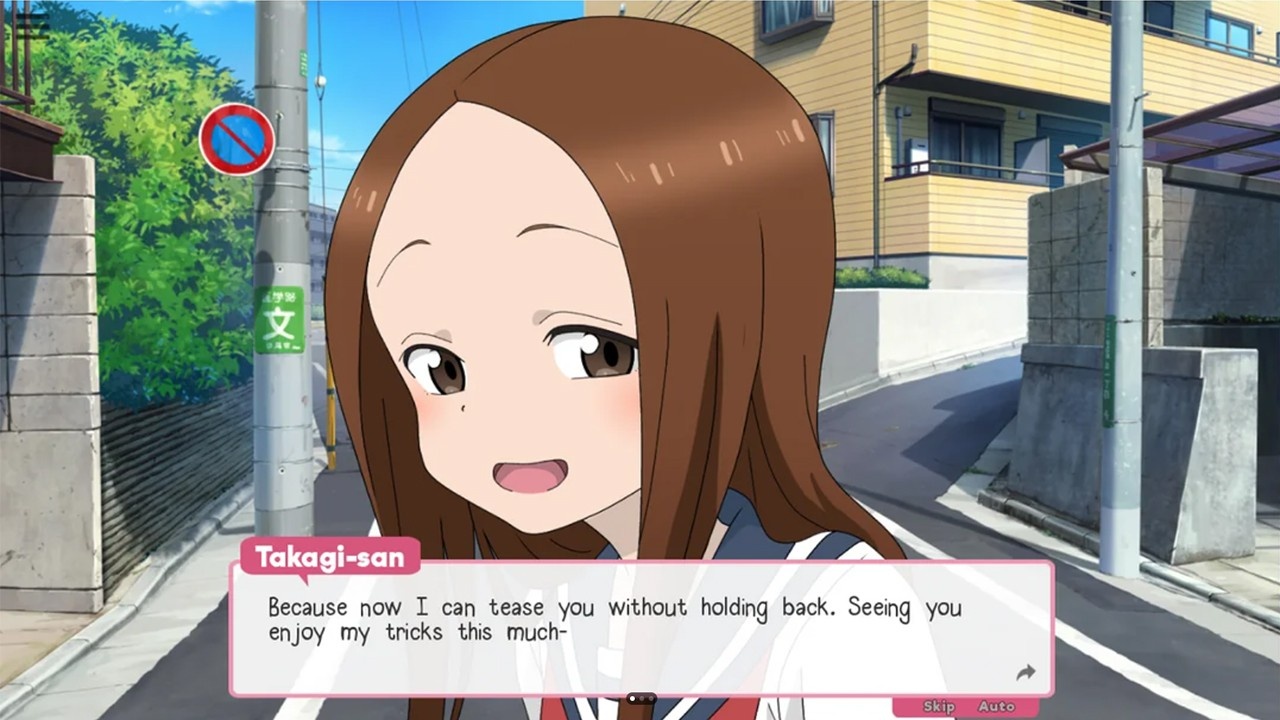 文
Takagi-san
Because now I can tease you without holding back. Seeing you
enjoy my tricks this much-
Skip Auto